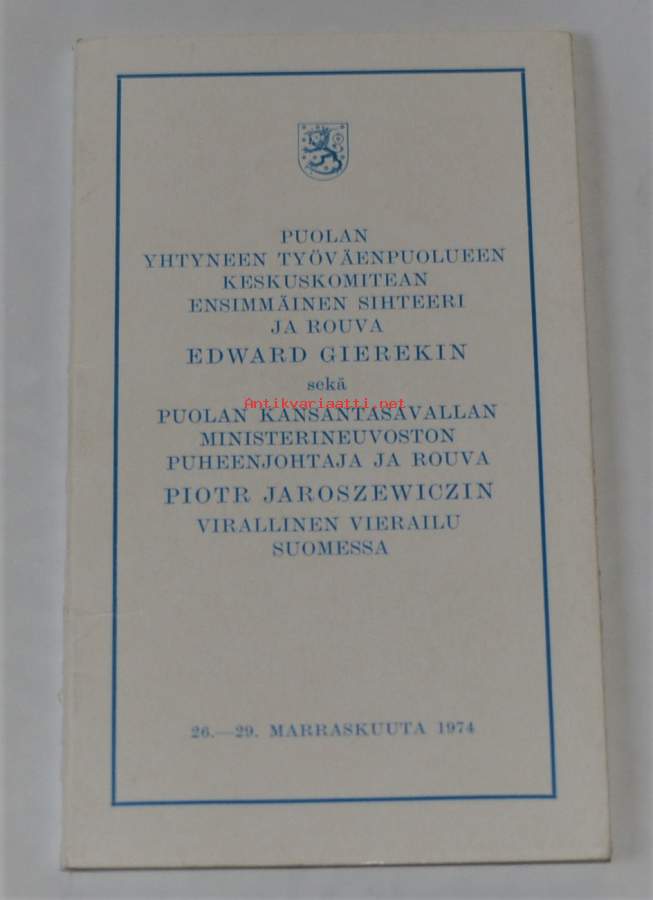 PUOLAN
YHTYNEEN TYÖVÄENPUOLUEEN
KESKUSKOMITEAN
ENSIMMÄINEN SIHTEERI
JA ROUVA
EDWARD GIEREKIN
sekä
Antikvariaatti.net
PUOLAN KANSANTASAVALLAN
MINISTERINEUVOSTON
PUHEENJOHTAJA JA ROUVA
PIOTR JAROSZEWICZIN
VIRALLINEN VIERAILU
SUOMESSA
26.—29. MARRASKUUTA 1974